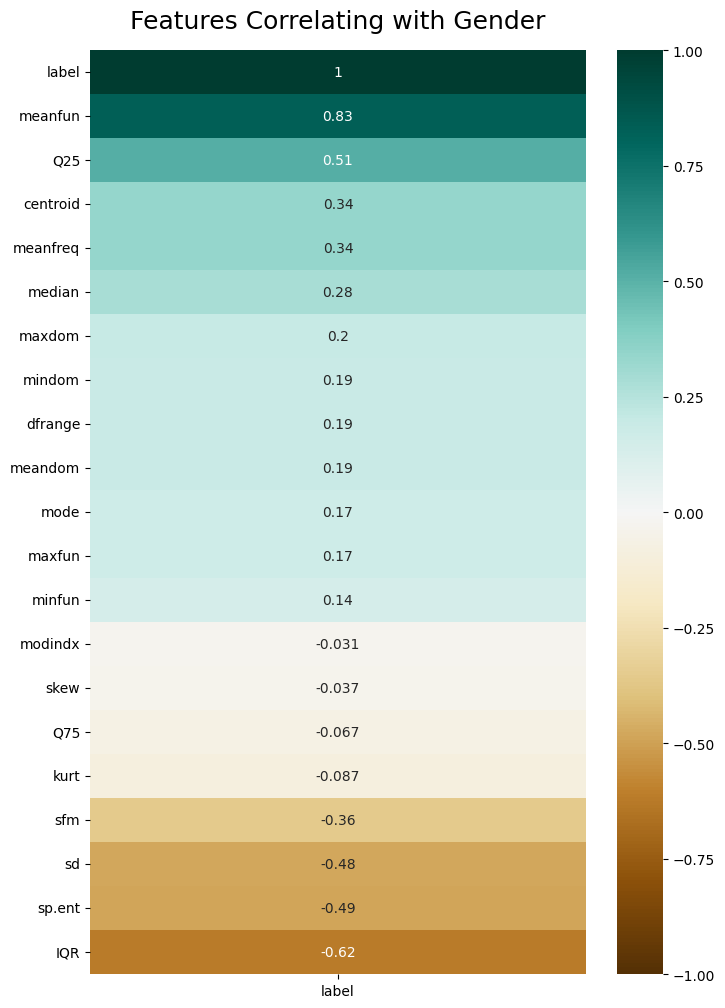 Features Correlating with Gender
label 1
meanfun 0.83
Q25 0.51
centroid 0.34
meanfreq 0.34
median 0.28
maxdom 0.2
mindom 0.19
dfrange 0.19
meandom 0.19
mode 0.17
maxfun 0.17
minfun 0.14
modindx -0.031
skew -0.037
Q75 -0.067
kurt -0.087
sfm -0.36
sd -0.48
sp.ent -0.49
IQR -0.62
label
1.00
0.75
0.50
0.25
0.00
−0.25
−0.50
−0.75
−1.00